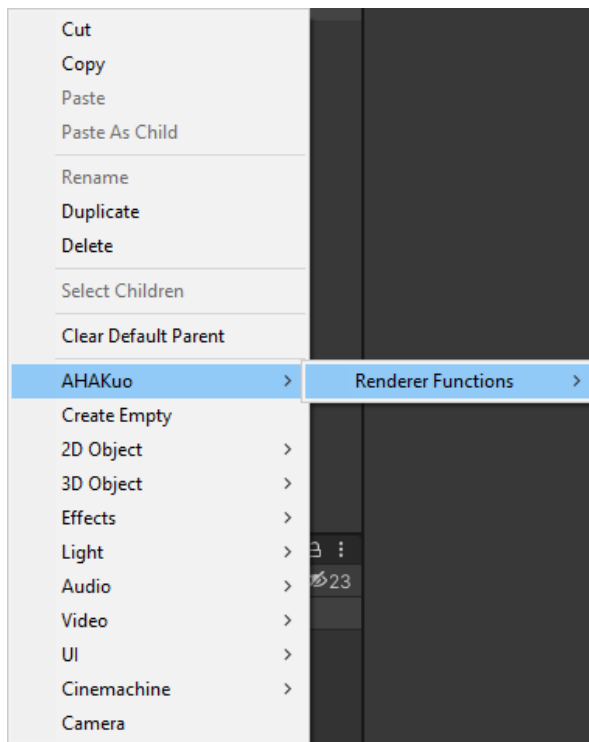 Cut
Copy
Paste
Paste As Child
Rename
Duplicate
Delete
Select Children
Clear Default Parent
AHAKuo
Renderer Functions
Create Empty
2D Object
3D Object
Effects
Light
Audio
23
Video
UI
Cinemachine
Camera